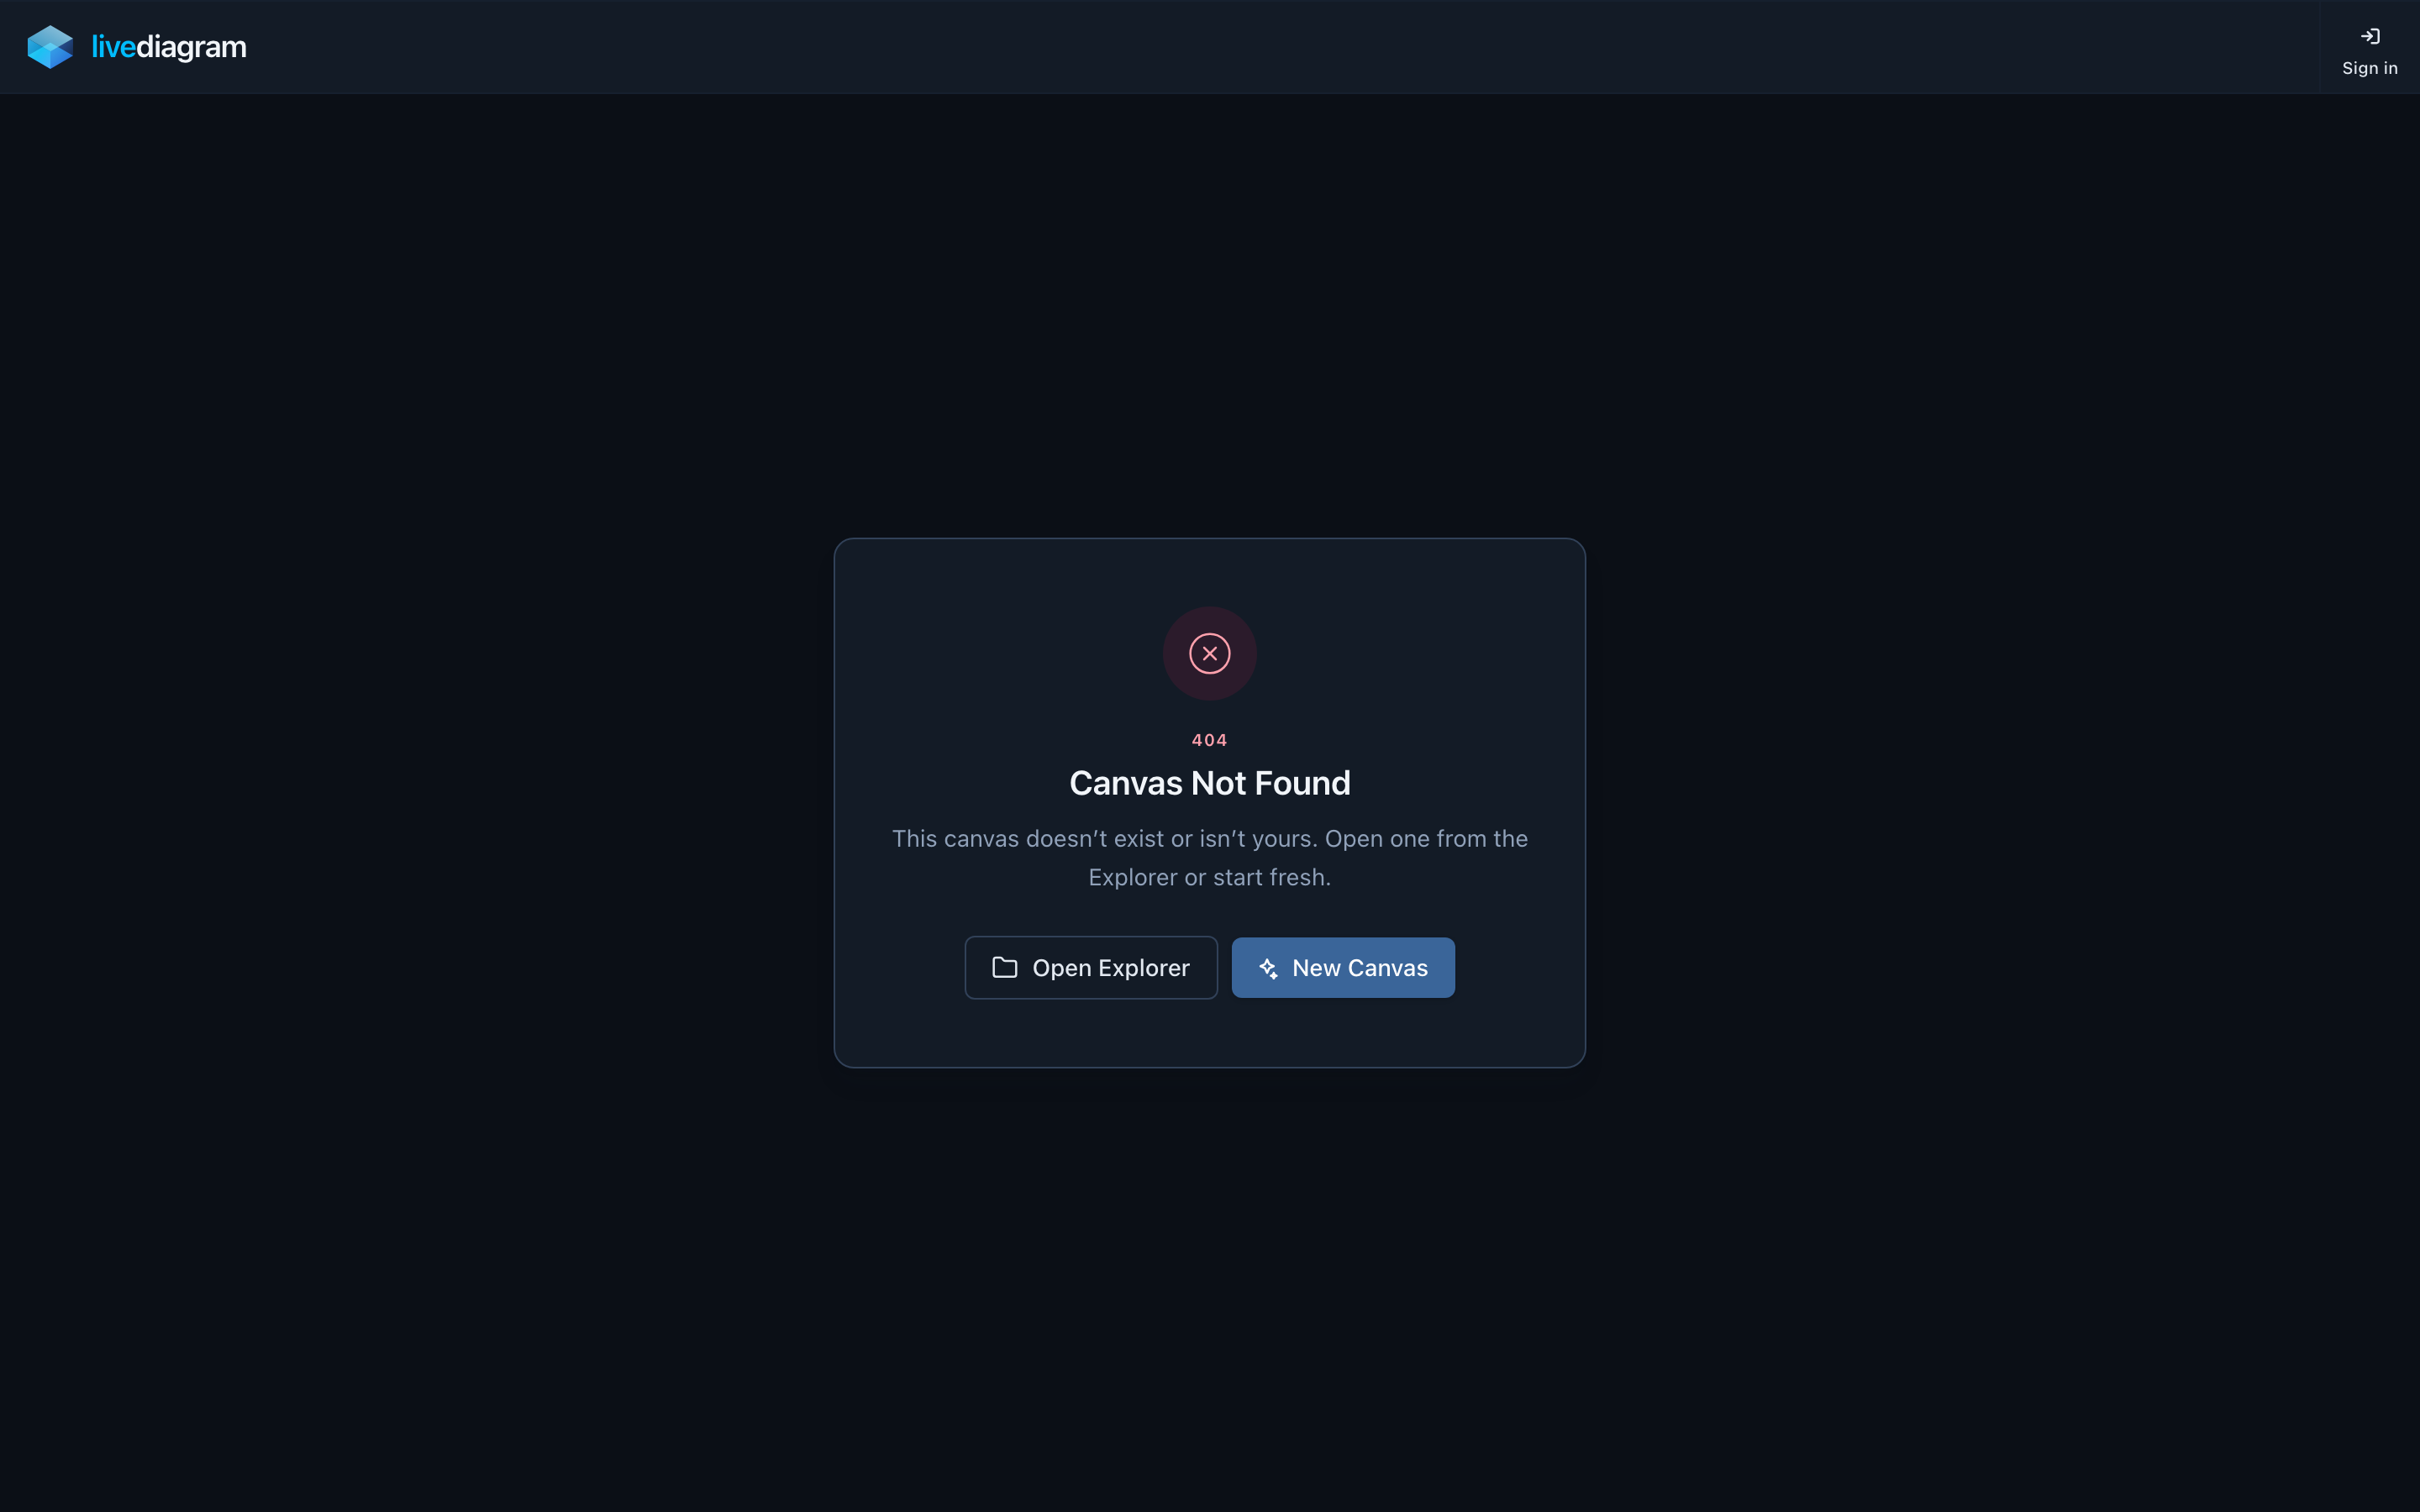 livediagram
Sign in
404
Canvas Not Found
This canvas doesn’t exist or isn’t yours. Open one from the
Explorer or start fresh.
Open Explorer
New Canvas